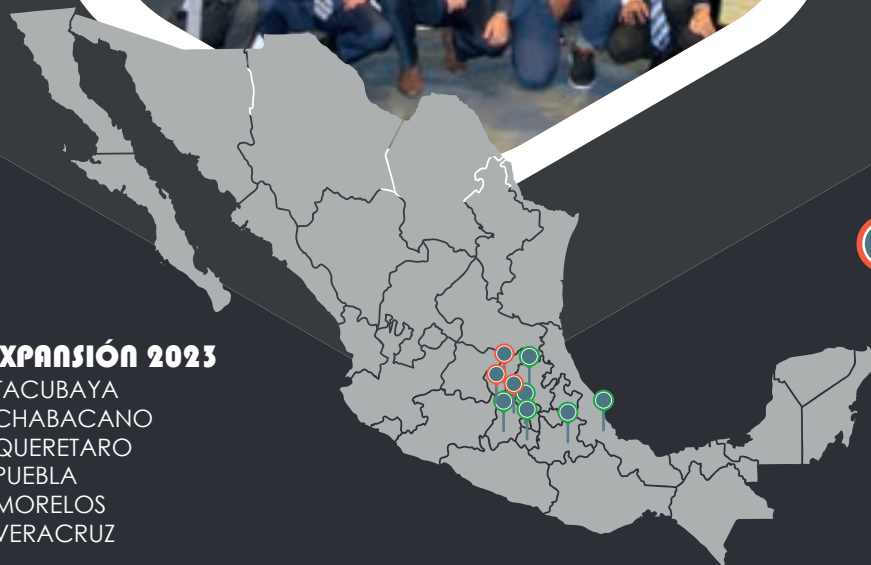 XPANSIÓN 2023
TACUBAYA
CHABACANO
QUERETARO
PUEBLA
MORELOS
VERACRUZ